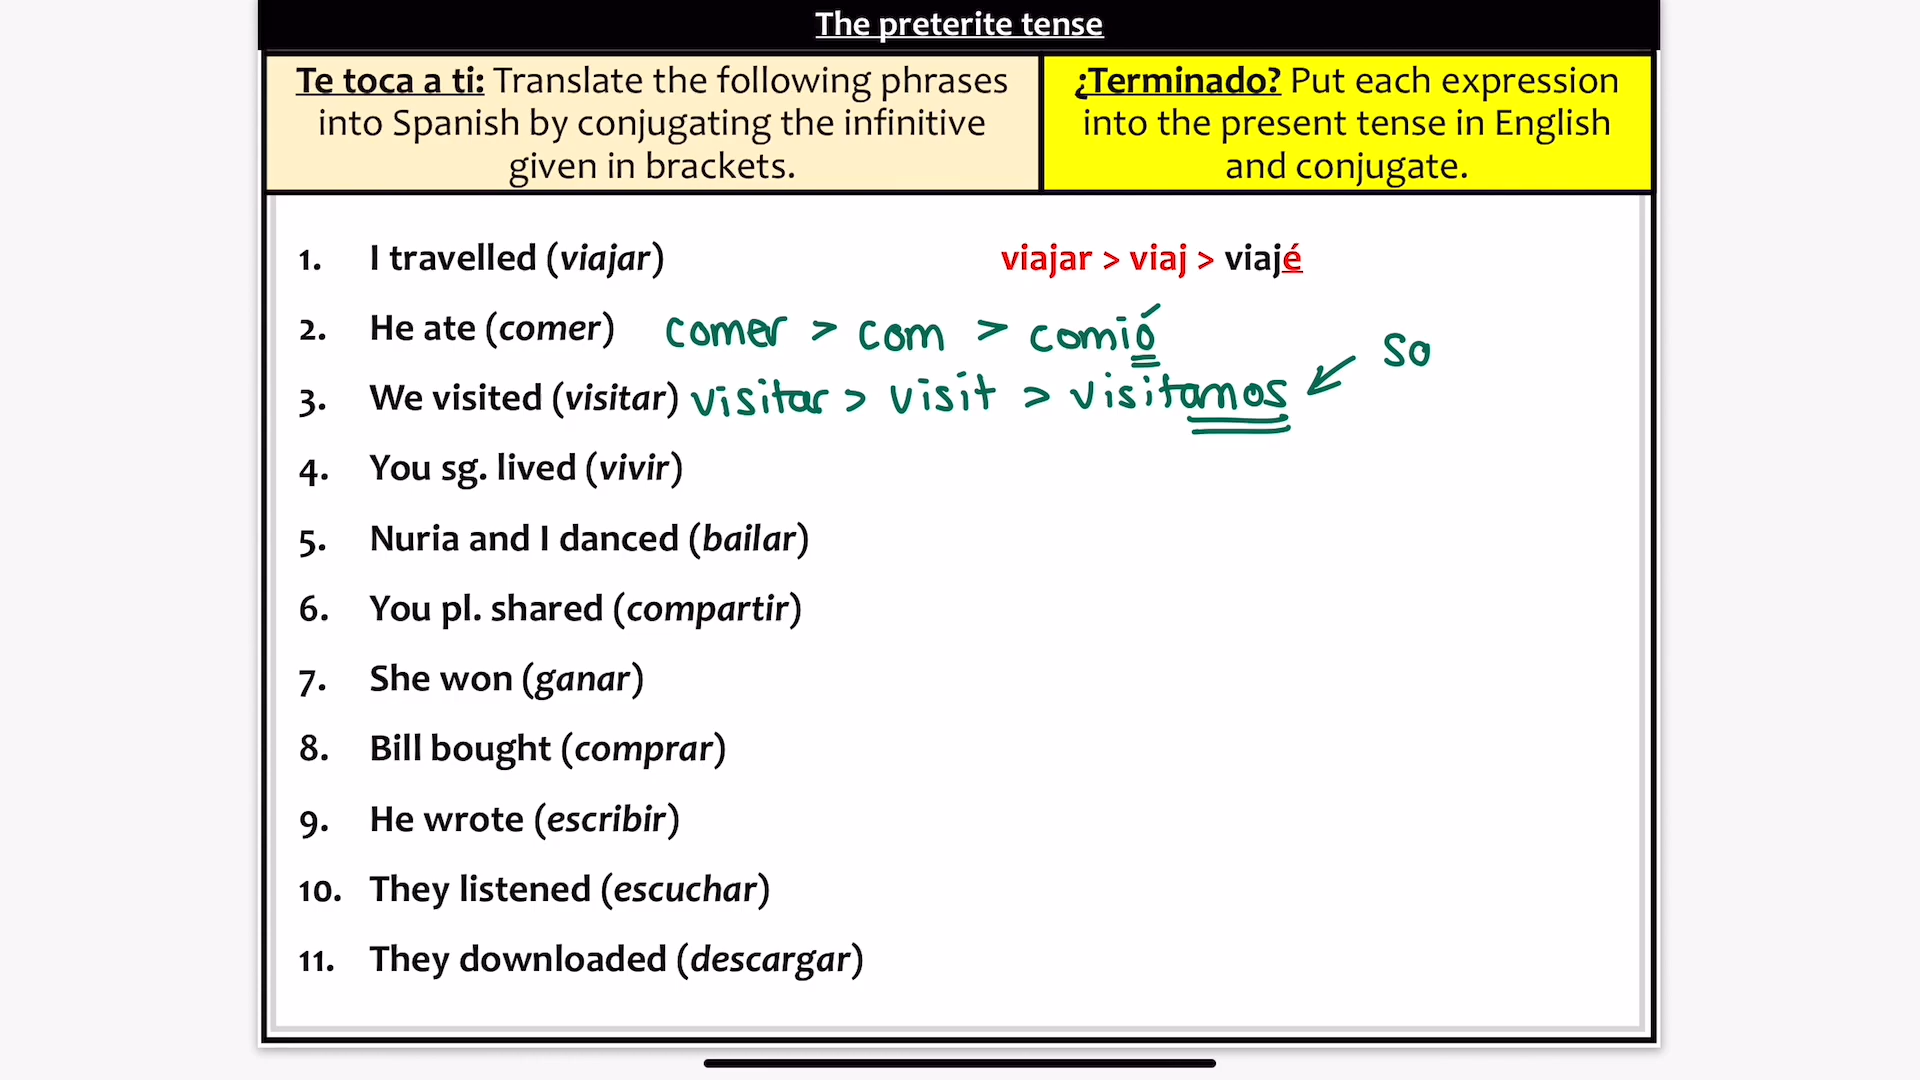 The preterite tense
Te toca a ti: Translate the following phrases
into Spanish by conjugating the infinitive
given in brackets.
¿Terminado? Put each expression
into the present tense in English
and conjugate.
1. I travelled (viajar) viajar > viaj > viajé
2. He ate (comer) comer > com > comió
so
3. We visited (visitar) visitar > visit > visitamos
4. You sg. lived (vivir)
5. Nuria and I danced (bailar)
6. You pl. shared (compartir)
7. She won (ganar)
8. Bill bought (comprar)
9. He wrote (escribir)
10. They listened (escuchar)
11. They downloaded (descargar)